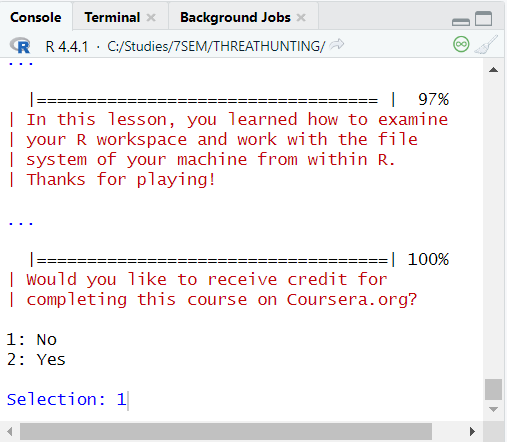 Console Terminal × Background Jobs ×
R 4.4.1 · C:/Studies/7SEM/THREATHUNTING/
...
|================================== | 97%
| In this lesson, you learned how to examine
| your R workspace and work with the file
| system of your machine from within R.
| Thanks for playing!
...
|===================================| 100%
| Would you like to receive credit for
| completing this course on Coursera.org?
1: No
2: Yes
Selection: 1